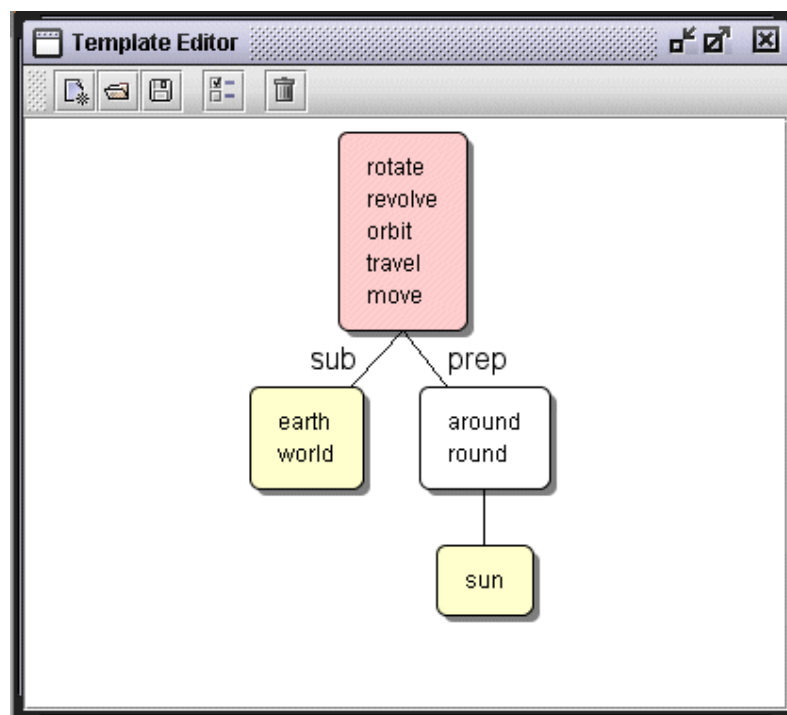 Template Editor
rotate
revolve
orbit
travel
move
sub
prep
earth
world
around
round
sun